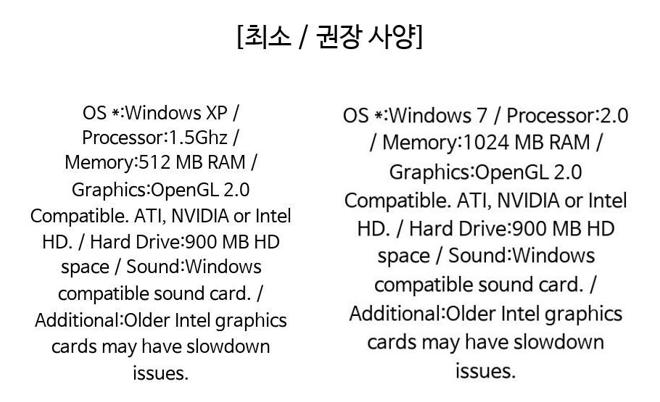 [최소 / 권장 사양]
OS *:Windows XP /
Processor:1.5Ghz /
Memory:512 MB RAM /
Graphics:OpenGL 2.0
Compatible. ATI, NVIDIA or Intel
HD. / Hard Drive:900 MB HD
space / Sound:Windows
compatible sound card. /
Additional:Older Intel graphics
cards may have slowdown
issues.
OS *:Windows 7 / Processor:2.0
/ Memory:1024 MB RAM /
Graphics:OpenGL 2.0
Compatible. ATI, NVIDIA or Intel
HD. / Hard Drive:900 MB HD
space / Sound:Windows
compatible sound card. /
Additional:Older Intel graphics
cards may have slowdown
issues.